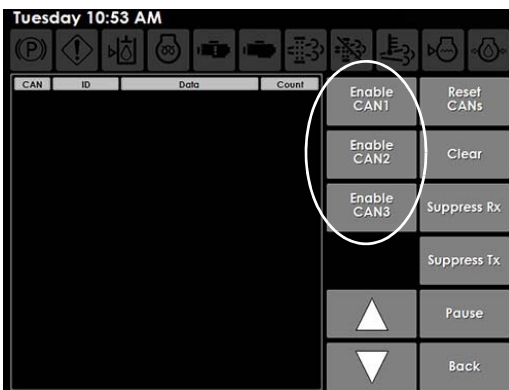 Tuesday 10:53 AM
(P)
CAN ID Data Count
Enable CAN1
Reset CANs
Enable CAN2
Clear
Enable CAN3
Suppress Rx
Suppress Tx
Pause
Back